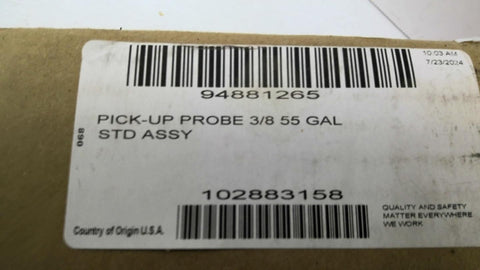 10:03 AM
7/23/2024
94881265
PICK-UP PROBE 3/8 55 GAL
STD ASSY
068
102883158
QUALITY AND SAFETY
MATTER EVERYWHERE
WE WORK
Country of Origin U.S.A.